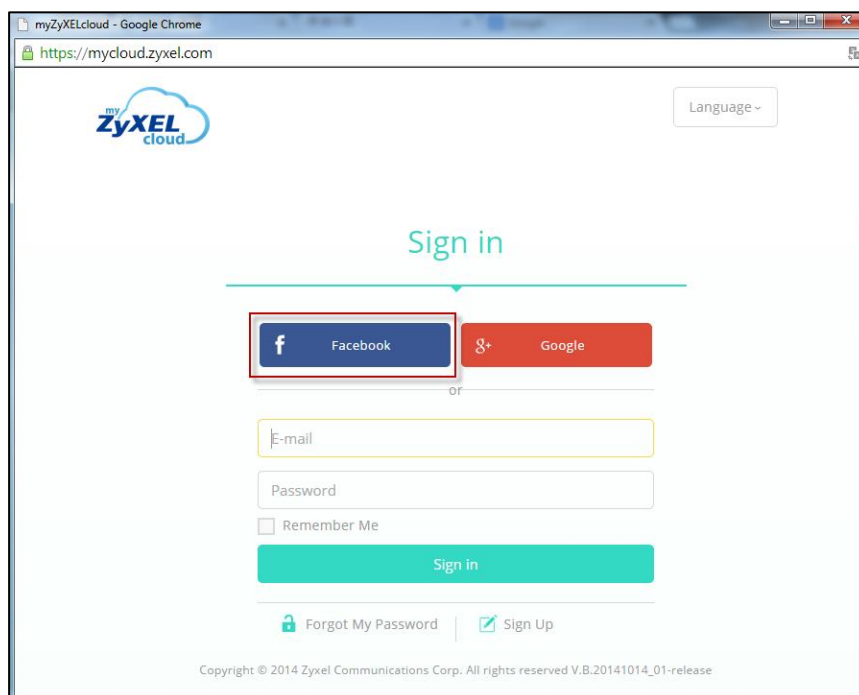 myZyXELcloud - Google Chrome
https://mycloud.zyxel.com
my
ZyXEL
cloud
Language
Sign in
f Facebook
g+ Google
or
E-mail
Password
Remember Me
Sign in
Forgot My Password
Sign Up
Copyright © 2014 Zyxel Communications Corp. All rights reserved V.B.20141014_01-release